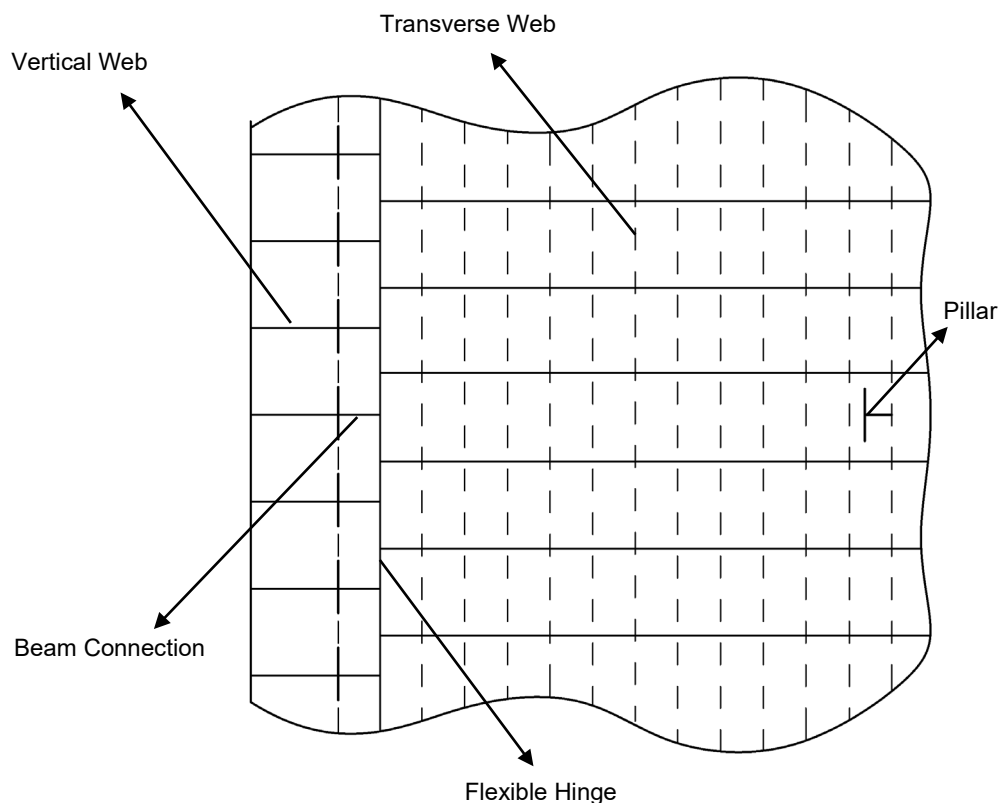 Transverse Web
Vertical Web
Pillar
Beam Connection
Flexible Hinge